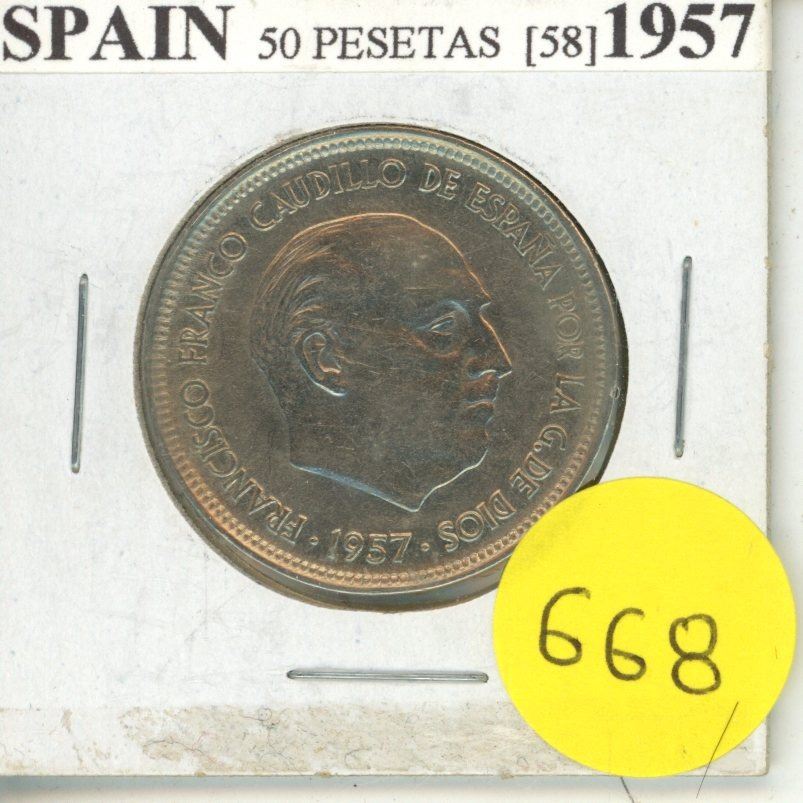 SPAIN 50 PESETAS [58] 1957
FRANCISCO FRANCO CAUDILLO DE ESPAÑA POR LA G. DE DIOS
· 1957 ·
668